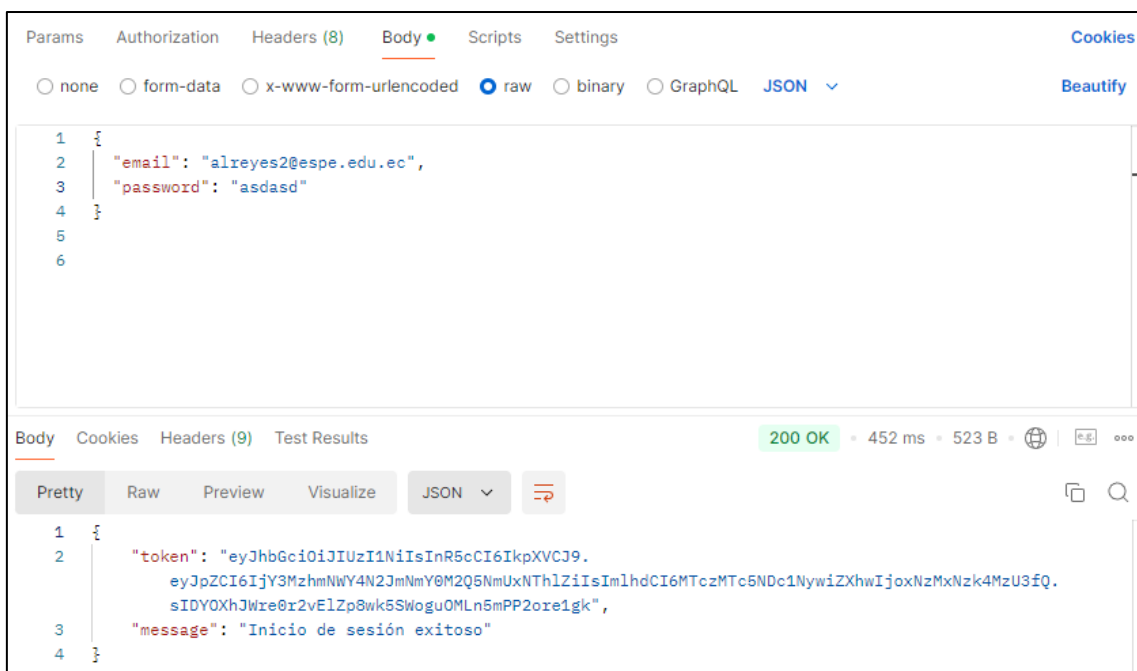 Params Authorization Headers (8) Body Scripts Settings Cookies
none form-data x-www-form-urlencoded raw binary GraphQL JSON Beautify
1 {
2 "email": "alreyes2@espe.edu.ec",
3 "password": "asdasd"
4 }
5
6
Body Cookies Headers (9) Test Results 200 OK 452 ms 523 B e.g.
Pretty Raw Preview Visualize JSON
1 {
2 "token": "eyJhbGciOiJIUzI1NiIsInR5cCI6IkpXVCJ9.
eyJpZCI6IjY3MzhmNWY4N2JmNmY0M2Q5NmUxNThlZiIsImlhdCI6MTczMTc5NDc1NywiZXhwIjoxNzMxNzk4MzU3fQ.
sIDYOXhJWre0r2vElZp8wk5SWoguOMLn5mPP2ore1gk",
3 "message": "Inicio de sesión exitoso"
4 }